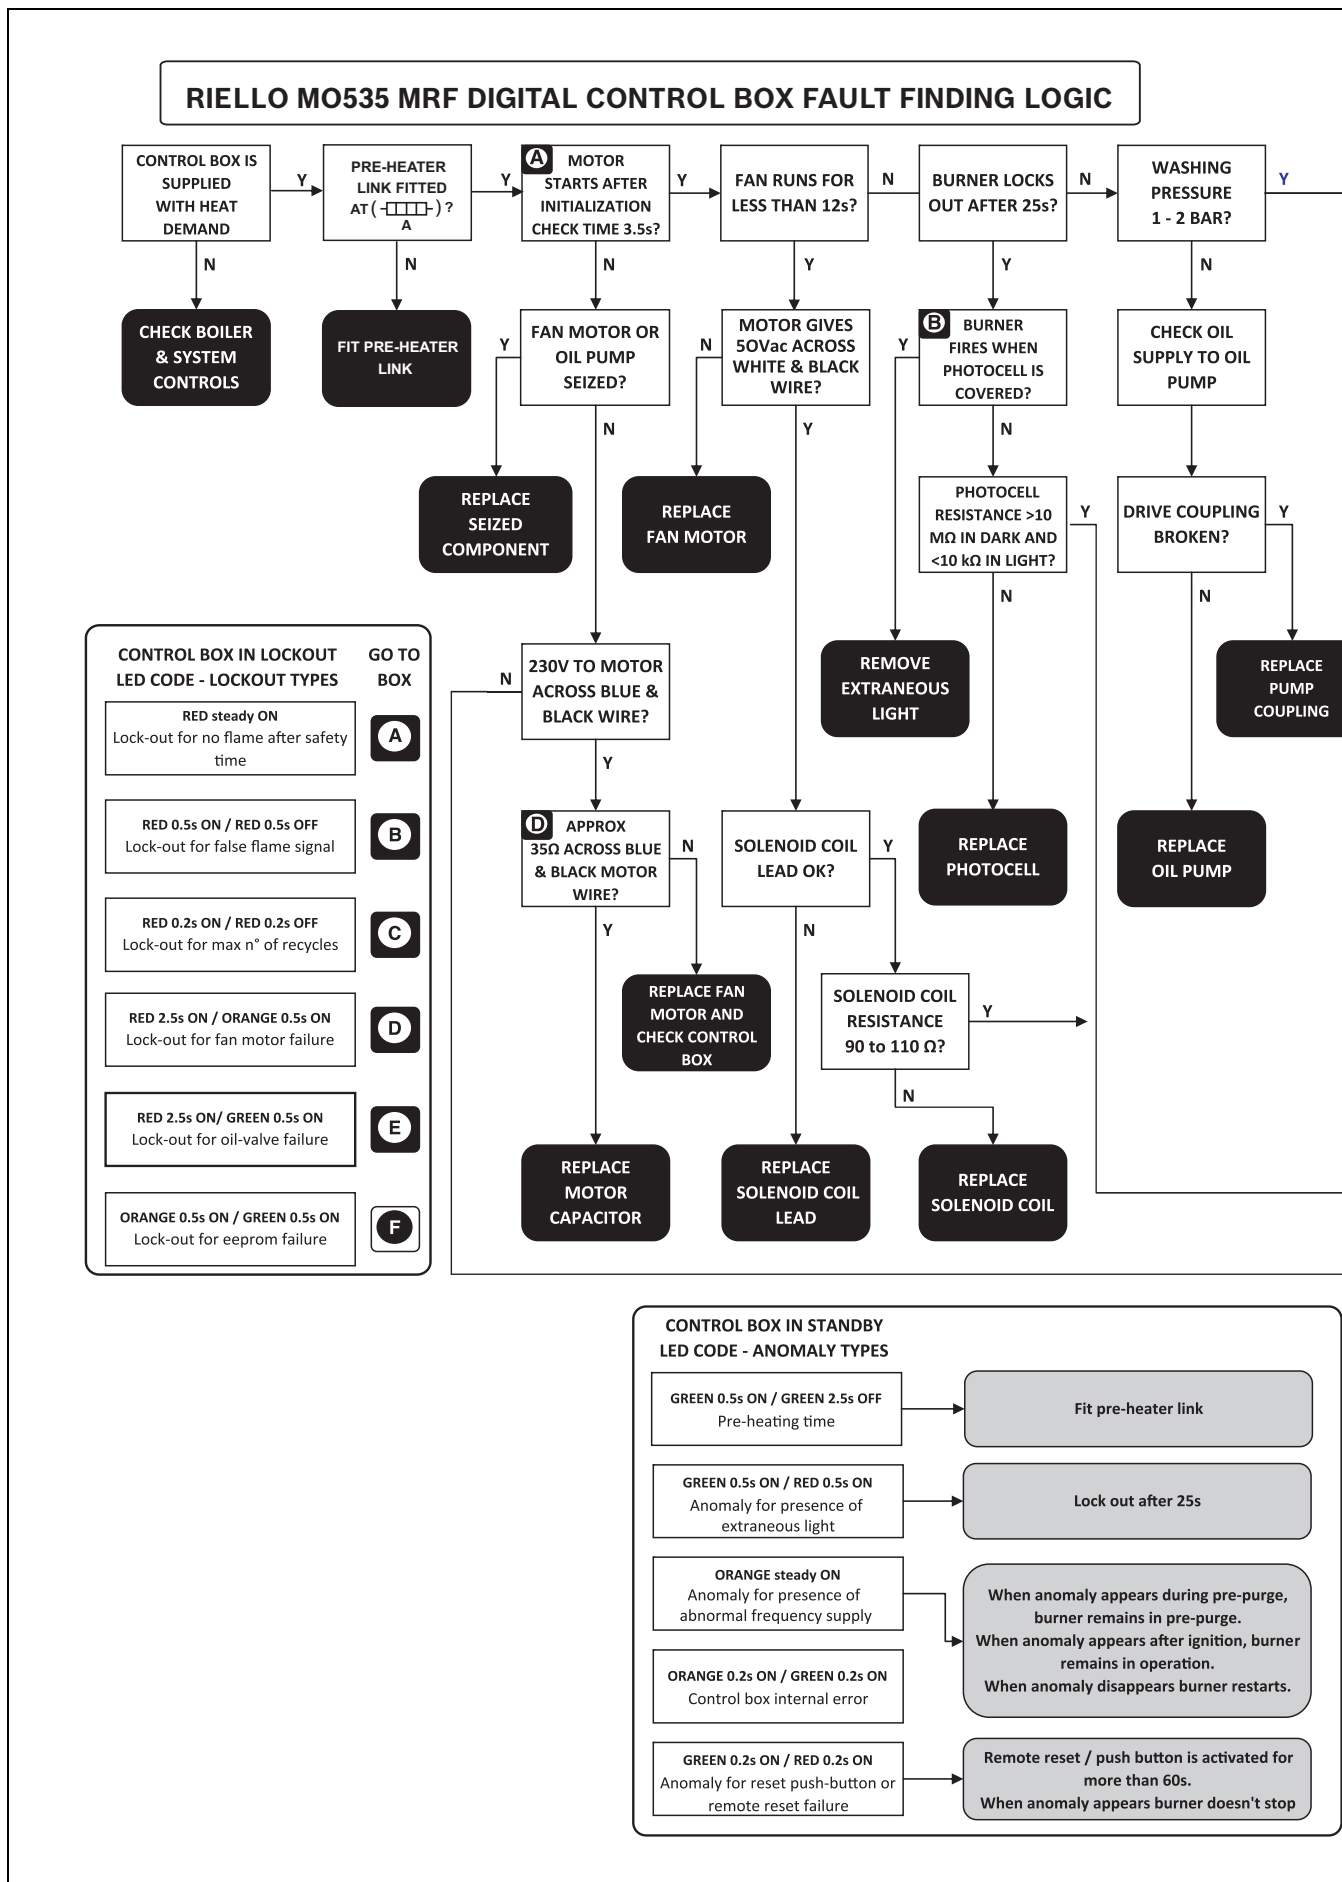 RIELLO MO535 MRF DIGITAL CONTROL BOX FAULT FINDING LOGIC
CONTROL BOX IS
SUPPLIED
WITH HEAT
DEMAND
Y
N
CHECK BOILER
& SYSTEM
CONTROLS
PRE-HEATER
LINK FITTED
AT ( ) ?
A
Y
N
FIT PRE-HEATER
LINK
A
MOTOR
STARTS AFTER
INITIALIZATION
CHECK TIME 3.5s?
Y
N
FAN MOTOR OR
OIL PUMP
SEIZED?
Y
N
REPLACE
SEIZED
COMPONENT
230V TO MOTOR
ACROSS BLUE &
BLACK WIRE?
N
Y
D
APPROX
35Ω ACROSS BLUE
& BLACK MOTOR
WIRE?
N
Y
REPLACE FAN
MOTOR AND
CHECK CONTROL
BOX
REPLACE
MOTOR
CAPACITOR
FAN RUNS FOR
LESS THAN 12s?
N
Y
MOTOR GIVES
50Vac ACROSS
WHITE & BLACK
WIRE?
N
Y
REPLACE
FAN MOTOR
SOLENOID COIL
LEAD OK?
Y
N
REPLACE
SOLENOID COIL
LEAD
SOLENOID COIL
RESISTANCE
90 to 110 Ω?
Y
N
REPLACE
SOLENOID COIL
BURNER LOCKS
OUT AFTER 25s?
N
Y
B
BURNER
FIRES WHEN
PHOTOCELL IS
COVERED?
Y
N
REMOVE
EXTRANEOUS
LIGHT
PHOTOCELL
RESISTANCE >10
MΩ IN DARK AND
<10 kΩ IN LIGHT?
Y
N
REPLACE
PHOTOCELL
WASHING
PRESSURE
1 - 2 BAR?
Y
N
CHECK OIL
SUPPLY TO OIL
PUMP
DRIVE COUPLING
BROKEN?
Y
N
REPLACE
PUMP
COUPLING
REPLACE
OIL PUMP
CONTROL BOX IN LOCKOUT
LED CODE - LOCKOUT TYPES
GO TO
BOX
RED steady ON
Lock-out for no flame after safety
time
A
RED 0.5s ON / RED 0.5s OFF
Lock-out for false flame signal
B
RED 0.2s ON / RED 0.2s OFF
Lock-out for max n° of recycles
C
RED 2.5s ON / ORANGE 0.5s ON
Lock-out for fan motor failure
D
RED 2.5s ON/ GREEN 0.5s ON
Lock-out for oil-valve failure
E
ORANGE 0.5s ON / GREEN 0.5s ON
Lock-out for eeprom failure
F
CONTROL BOX IN STANDBY
LED CODE - ANOMALY TYPES
GREEN 0.5s ON / GREEN 2.5s OFF
Pre-heating time
Fit pre-heater link
GREEN 0.5s ON / RED 0.5s ON
Anomaly for presence of
extraneous light
Lock out after 25s
ORANGE steady ON
Anomaly for presence of
abnormal frequency supply
When anomaly appears during pre-purge,
burner remains in pre-purge.
When anomaly appears after ignition, burner
remains in operation.
When anomaly disappears burner restarts.
ORANGE 0.2s ON / GREEN 0.2s ON
Control box internal error
GREEN 0.2s ON / RED 0.2s ON
Anomaly for reset push-button or
remote reset failure
Remote reset / push button is activated for
more than 60s.
When anomaly appears burner doesn't stop